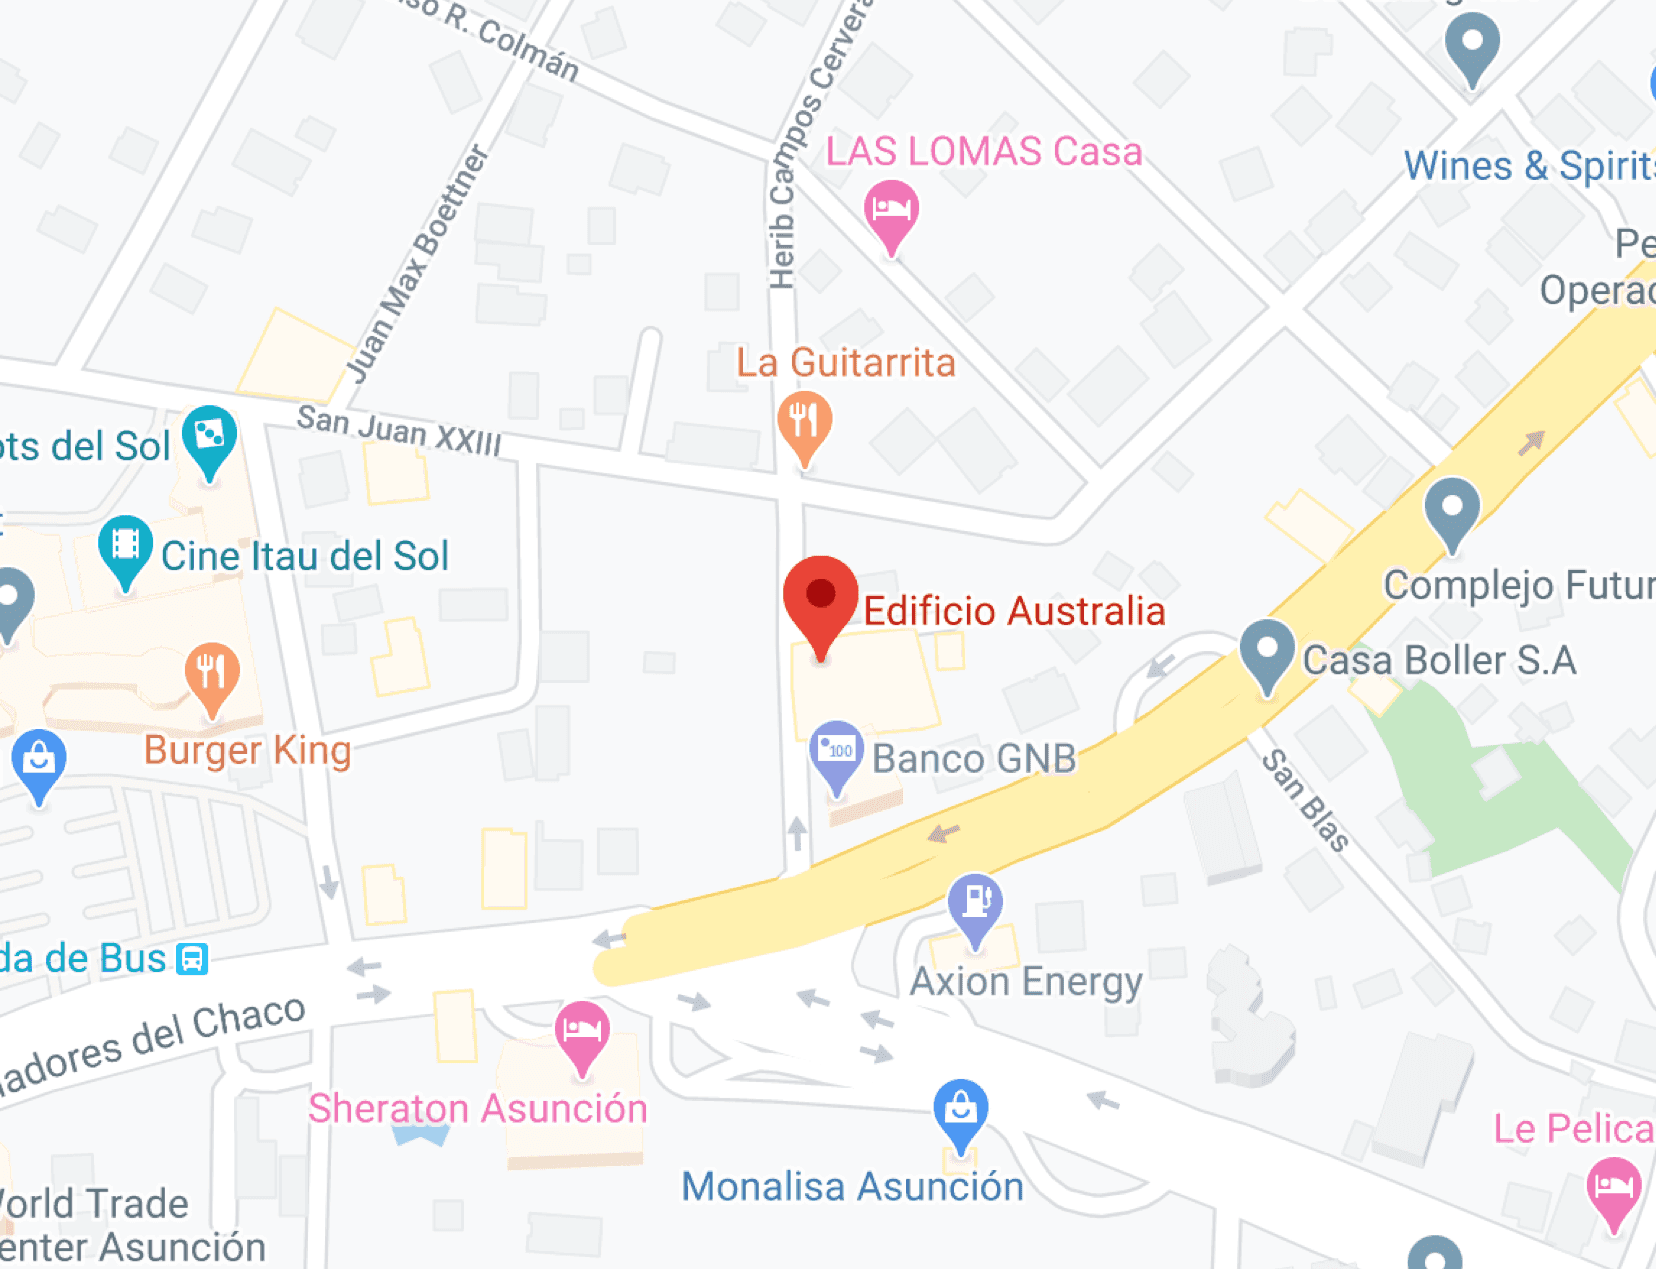 so R. Colmán
Herib Campos Cervera
LAS LOMAS Casa
Wines & Spirits
Juan Max Boettner
Pe
Operac
La Guitarrita
San Juan XXIII
ots del Sol
Cine Itau del Sol
Complejo Futur
Edificio Australia
Casa Boller S.A
Burger King
100
Banco GNB
San Blas
da de Bus
Axion Energy
adores del Chaco
Sheraton Asunción
Le Pelica
Monalisa Asunción
World Trade
enter Asunción